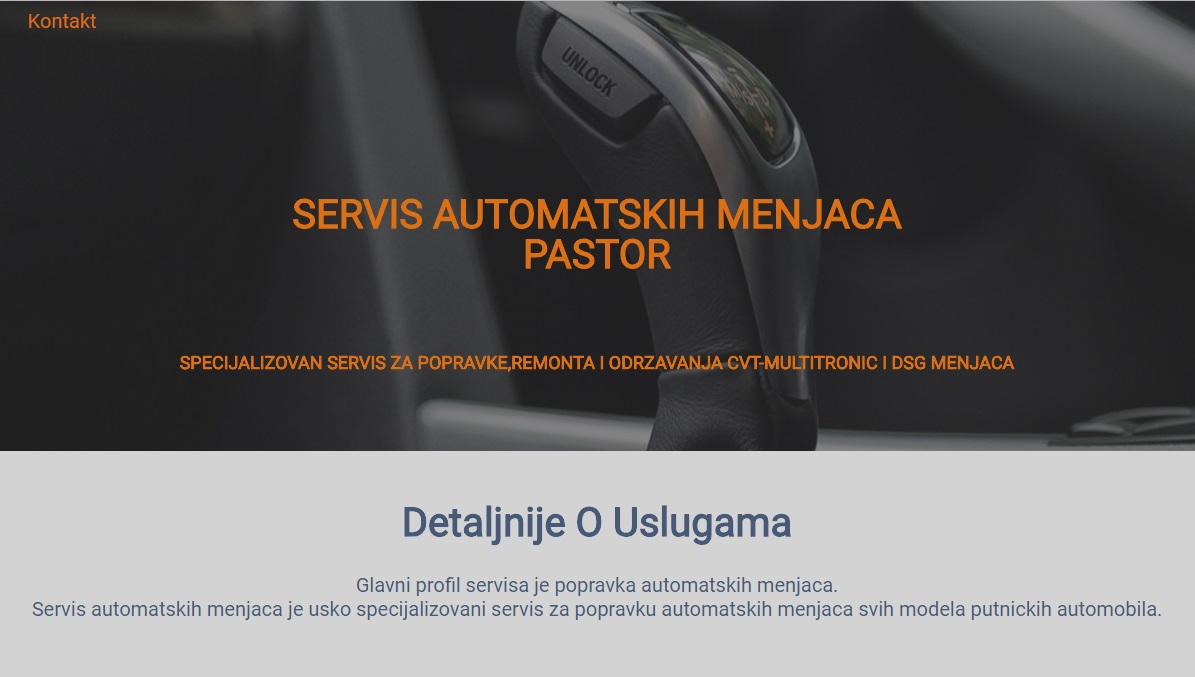 Kontakt
UNLOCK
SERVIS AUTOMATSKIH MENJACA
PASTOR
SPECIJALIZOVAN SERVIS ZA POPRAVKE,REMONTA I ODRZAVANJA CVT-MULTITRONIC I DSG MENJACA
Detaljnije O Uslugama
Glavni profil servisa je popravka automatskih menjaca.
Servis automatskih menjaca je usko specijalizovani servis za popravku automatskih menjaca svih modela putnickih automobila.